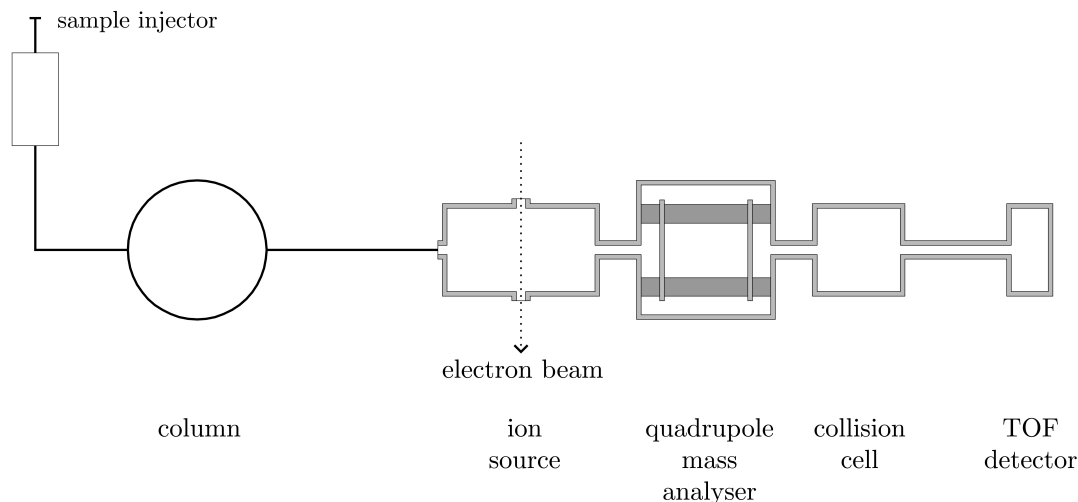 sample injector
electron beam
column
ion
source
quadrupole
mass
analyser
collision
cell
TOF
detector